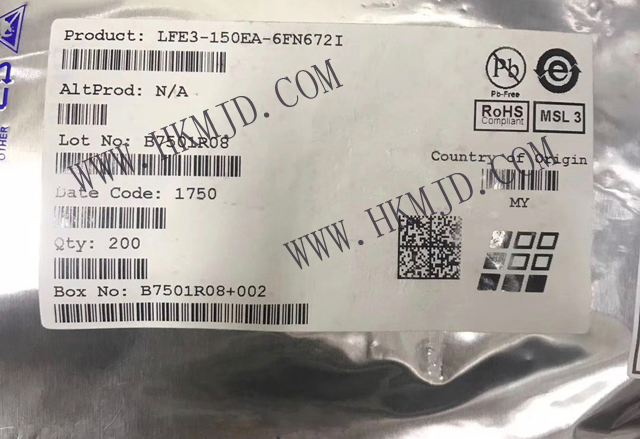 Product: LFE3-150EA-6FN672I
AltProd: N/A
Lot No: B7501R08
Date Code: 1750
Qty: 200
Box No: B7501R08+002
Pb
Pb-Free
e
RoHS
Compliant
MSL 3
Country of Origin
MY
OTHER
WWW.HKMJD.COM
WWW.HKMJD.COM